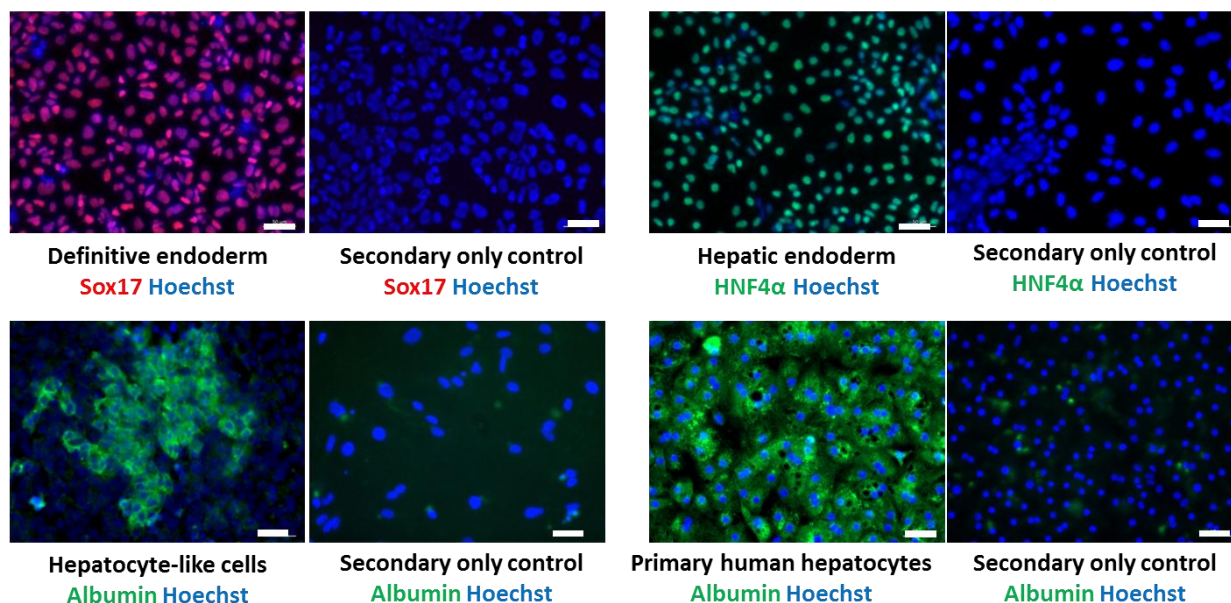 Definitive endoderm
Sox17 Hoechst
Secondary only control
Sox17 Hoechst
Hepatic endoderm
HNF4α Hoechst
Secondary only control
HNF4α Hoechst
Hepatocyte-like cells
Albumin Hoechst
Secondary only control
Albumin Hoechst
Primary human hepatocytes
Albumin Hoechst
Secondary only control
Albumin Hoechst